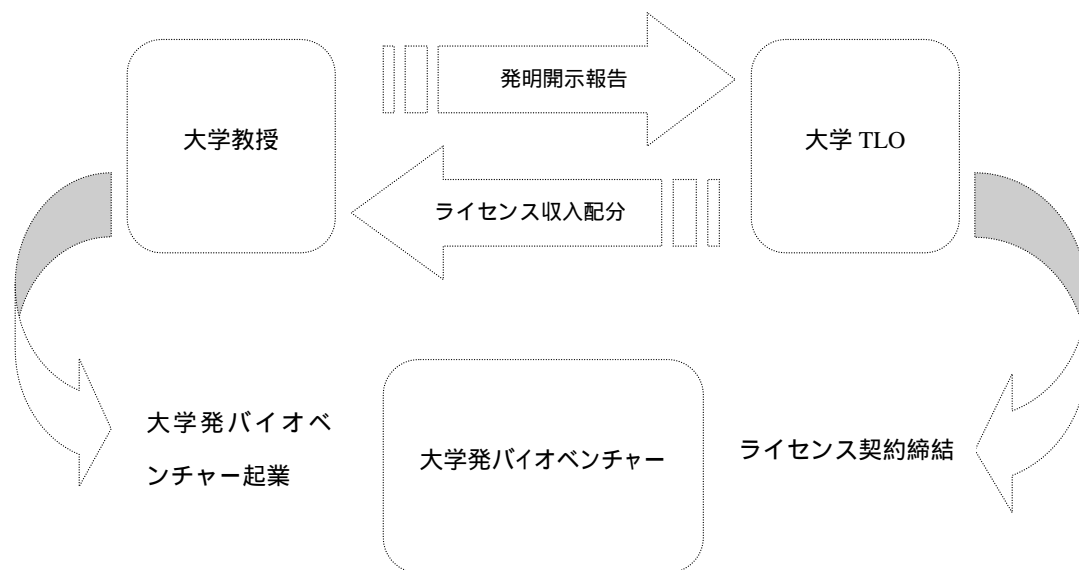 発明開示報告
大学教授
大学 TLO
ライセンス収入配分
大学発バイオベ
ンチャー起業
大学発バイオベンチャー
ライセンス契約締結